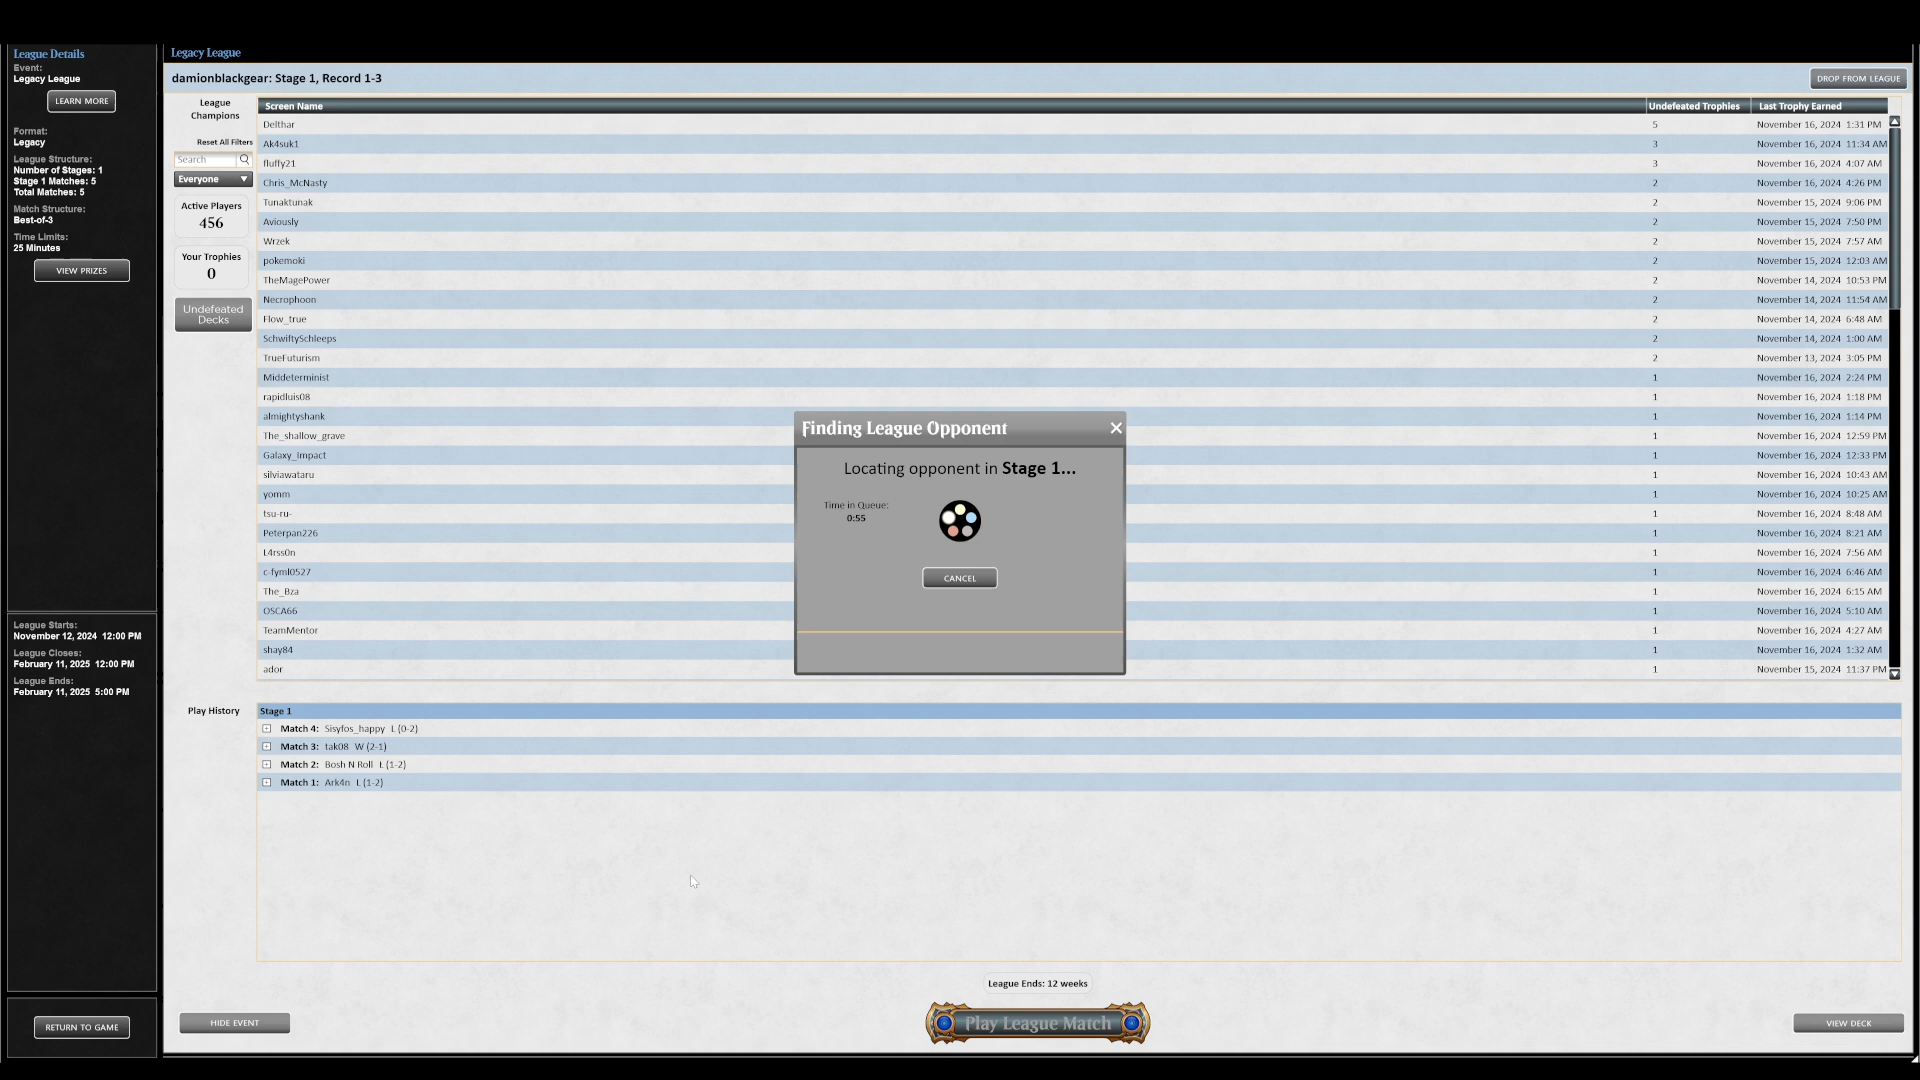 League Details
Event:
Legacy League
LEARN MORE
Format:
Legacy
League Structure:
Number of Stages: 1
Stage 1 Matches: 5
Total Matches: 5
Match Structure:
Best-of-3
Time Limits:
25 Minutes
VIEW PRIZES
League Starts:
November 12, 2024 12:00 PM
League Closes:
February 11, 2025 12:00 PM
League Ends:
February 11, 2025 5:00 PM
RETURN TO GAME
Legacy League
damionblackgear: Stage 1, Record 1-3
DROP FROM LEAGUE
League
Champions
Reset All Filters
Search
Everyone
Active Players
456
Your Trophies
0
Undefeated
Decks
Screen Name Undefeated Trophies Last Trophy Earned
Delthar 5 November 16, 2024 1:31 PM
Ak4suk1 3 November 16, 2024 11:34 AM
fluffy21 3 November 16, 2024 4:07 AM
Chris_McNasty 2 November 16, 2024 4:26 PM
Tunaktunak 2 November 15, 2024 9:06 PM
Aviously 2 November 15, 2024 7:50 PM
Wrzek 2 November 15, 2024 7:57 AM
pokemoki 2 November 15, 2024 12:03 AM
TheMagePower 2 November 14, 2024 10:53 PM
Necrophoon 2 November 14, 2024 11:54 AM
Flow_true 2 November 14, 2024 6:48 AM
SchwiftySchleeps 2 November 14, 2024 1:00 AM
TrueFuturism 2 November 13, 2024 3:05 PM
Middeterminist 1 November 16, 2024 2:24 PM
rapidluis08 1 November 16, 2024 1:18 PM
almightyshank 1 November 16, 2024 1:14 PM
The_shallow_grave 1 November 16, 2024 12:59 PM
Galaxy_Impact 1 November 16, 2024 12:33 PM
silviawataru 1 November 16, 2024 10:43 AM
yomm 1 November 16, 2024 10:25 AM
tsu-ru- 1 November 16, 2024 8:48 AM
Peterpan226 1 November 16, 2024 8:21 AM
L4rss0n 1 November 16, 2024 7:56 AM
c-fyml0527 1 November 16, 2024 6:46 AM
The_Bza 1 November 16, 2024 6:15 AM
OSCA66 1 November 16, 2024 5:10 AM
TeamMentor 1 November 16, 2024 4:27 AM
shay84 1 November 16, 2024 1:32 AM
ador 1 November 15, 2024 11:37 PM
Finding League Opponent
Locating opponent in Stage 1...
Time in Queue:
0:55
CANCEL
Play History
Stage 1
Match 4: Sisyfos_happy L (0-2)
Match 3: tak08 W (2-1)
Match 2: Bosh N Roll L (1-2)
Match 1: Ark4n L (1-2)
League Ends: 12 weeks
HIDE EVENT
Play League Match
VIEW DECK